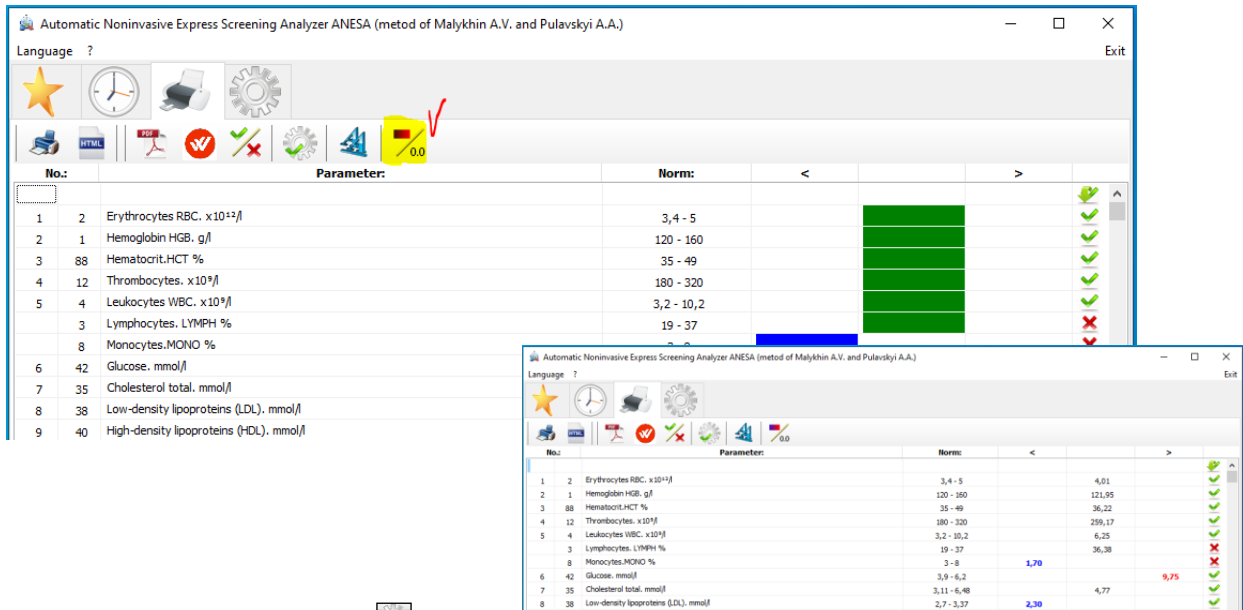 Automatic Noninvasive Express Screening Analyzer ANESA (metod of Malykhin A.V. and Pulavskyi A.A.)
Language ? Exit
HTML PDF 0.0
No.: Parameter: Norm: < >
1 2 Erythrocytes RBC. x10¹²/l 3,4 - 5
2 1 Hemoglobin HGB. g/l 120 - 160
3 88 Hematocrit.HCT % 35 - 49
4 12 Thrombocytes. x10⁹/l 180 - 320
5 4 Leukocytes WBC. x10⁹/l 3,2 - 10,2
3 Lymphocytes. LYMPH % 19 - 37
8 Monocytes.MONO %
6 42 Glucose. mmol/l
7 35 Cholesterol total. mmol/l
8 38 Low-density lipoproteins (LDL). mmol/l
9 40 High-density lipoproteins (HDL). mmol/l
Automatic Noninvasive Express Screening Analyzer ANESA (metod of Malykhin A.V. and Pulavskyi A.A.)
Language ? Exit
HTML PDF 0.0
No.: Parameter: Norm: < >
1 2 Erythrocytes RBC. x10¹²/l 3,4 - 5 4,01
2 1 Hemoglobin HGB. g/l 120 - 160 121,95
3 88 Hematocrit.HCT % 35 - 49 36,22
4 12 Thrombocytes. x10⁹/l 180 - 320 259,17
5 4 Leukocytes WBC. x10⁹/l 3,2 - 10,2 6,25
3 Lymphocytes. LYMPH % 19 - 37 36,38
8 Monocytes.MONO % 3 - 8 1,70
6 42 Glucose. mmol/l 3,9 - 6,2 9,75
7 35 Cholesterol total. mmol/l 3,11 - 6,48 4,77
8 38 Low-density lipoproteins (LDL). mmol/l 2,7 - 3,37 2,30